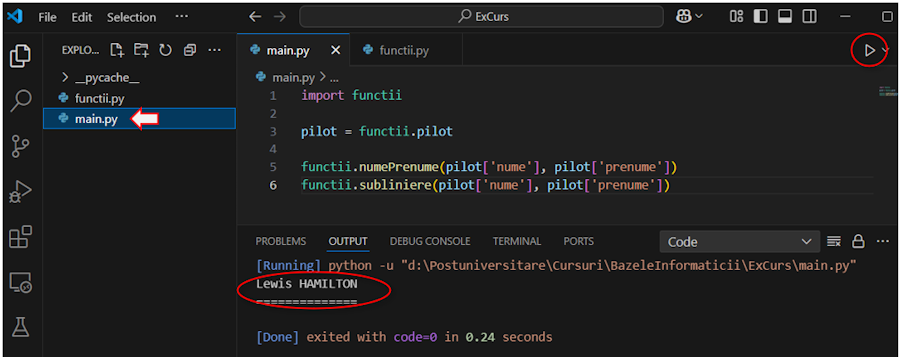 File Edit Selection ... ExCurs
EXPLO... ...
__pycache__
functii.py
main.py
main.py functii.py
main.py > ...
1 import functii
2
3 pilot = functii.pilot
4
5 functii.numePrenume(pilot['nume'], pilot['prenume'])
6 functii.subliniere(pilot['nume'], pilot['prenume'])
PROBLEMS OUTPUT DEBUG CONSOLE TERMINAL PORTS Code ...
[Running] python -u "d:\Postuniversitare\Cursuri\BazeleInformaticii\ExCurs\main.py"
Lewis HAMILTON
==============
[Done] exited with code=0 in 0.24 seconds